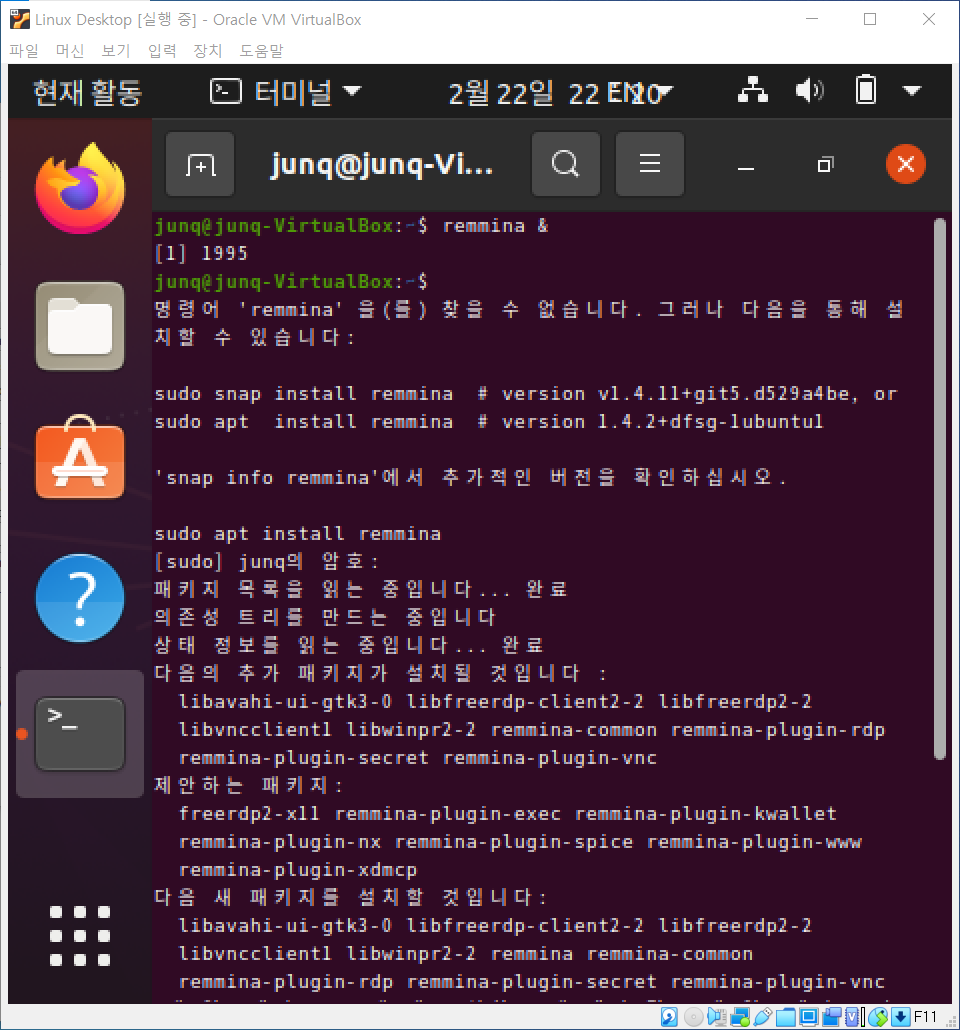 Linux Desktop [실행 중] - Oracle VM VirtualBox
파일 머신 보기 입력 장치 도움말
현재 활동 터미널 2월 22일 22 EN
junq@junq-Vi...
junq@junq-VirtualBox:~$ remmina &
[1] 1995
junq@junq-VirtualBox:~$
명령어 'remmina' 을(를) 찾을 수 없습니다. 그러나 다음을 통해 설
치할 수 있습니다:
sudo snap install remmina # version v1.4.11+git5.d529a4be, or
sudo apt install remmina # version 1.4.2+dfsg-1ubuntu1
'snap info remmina'에서 추가적인 버전을 확인하십시오.
sudo apt install remmina
[sudo] junq의 암호:
패키지 목록을 읽는 중입니다... 완료
의존성 트리를 만드는 중입니다
상태 정보를 읽는 중입니다... 완료
다음의 추가 패키지가 설치될 것입니다 :
libavahi-ui-gtk3-0 libfreerdp-client2-2 libfreerdp2-2
libvncclient1 libwinpr2-2 remmina-common remmina-plugin-rdp
remmina-plugin-secret remmina-plugin-vnc
제안하는 패키지:
freerdp2-x11 remmina-plugin-exec remmina-plugin-kwallet
remmina-plugin-nx remmina-plugin-spice remmina-plugin-www
remmina-plugin-xdmcp
다음 새 패키지를 설치할 것입니다:
libavahi-ui-gtk3-0 libfreerdp-client2-2 libfreerdp2-2
libvncclient1 libwinpr2-2 remmina remmina-common
remmina-plugin-rdp remmina-plugin-secret remmina-plugin-vnc
F11